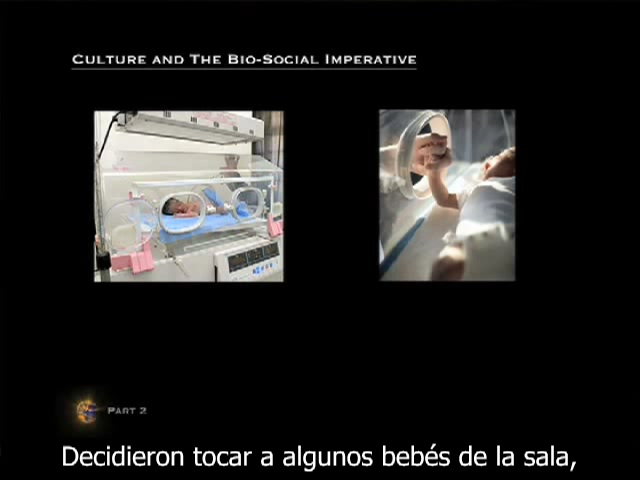 CULTURE AND THE BIO-SOCIAL IMPERATIVE
PART 2
Decidieron tocar a algunos bebés de la sala,